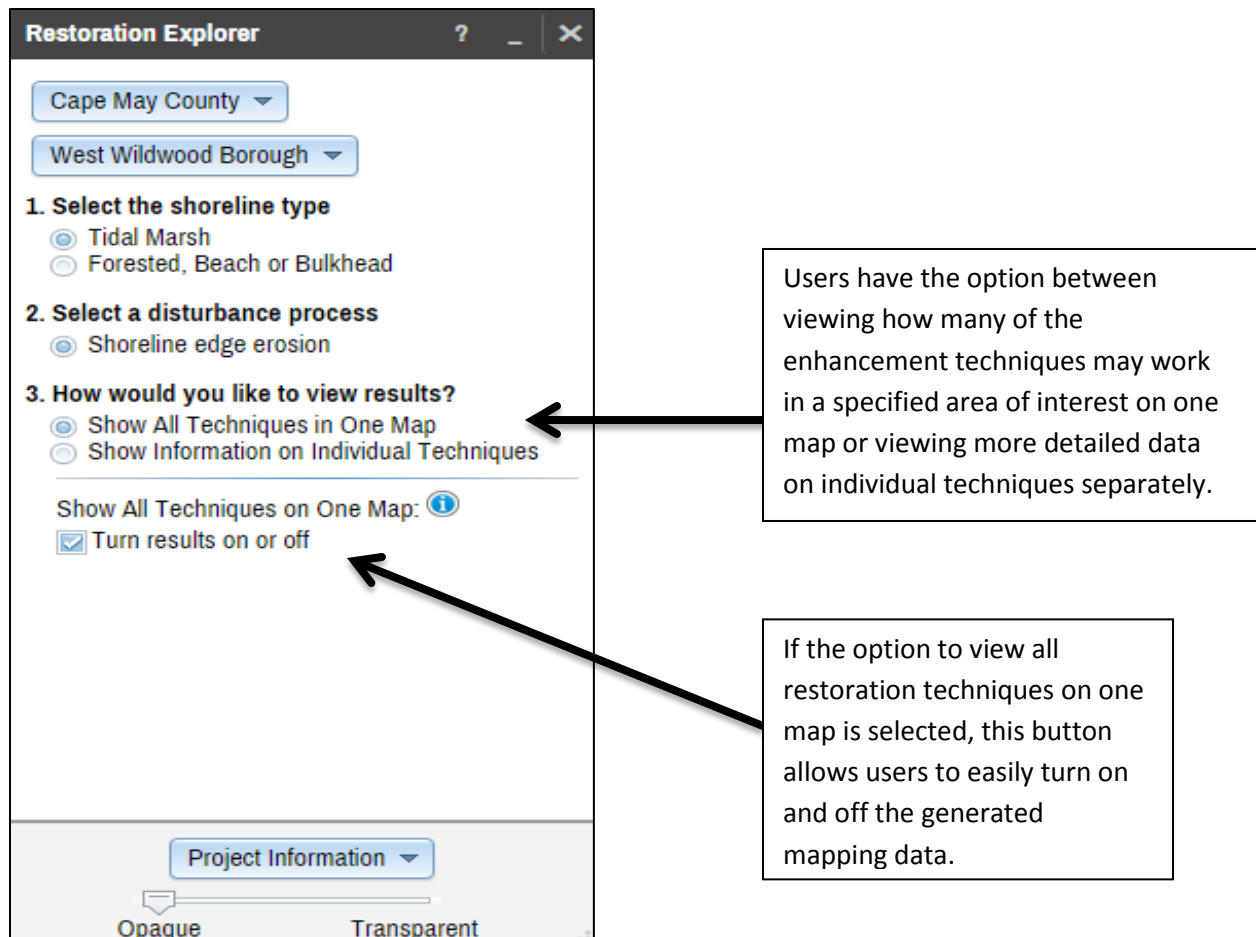 Restoration Explorer ? _ ×
Cape May County
West Wildwood Borough
1. Select the shoreline type
Tidal Marsh
Forested, Beach or Bulkhead
2. Select a disturbance process
Shoreline edge erosion
3. How would you like to view results?
Show All Techniques in One Map
Show Information on Individual Techniques
Show All Techniques on One Map: i
Turn results on or off
Project Information
Opaque Transparent
Users have the option between
viewing how many of the
enhancement techniques may work
in a specified area of interest on one
map or viewing more detailed data
on individual techniques separately.
If the option to view all
restoration techniques on one
map is selected, this button
allows users to easily turn on
and off the generated
mapping data.